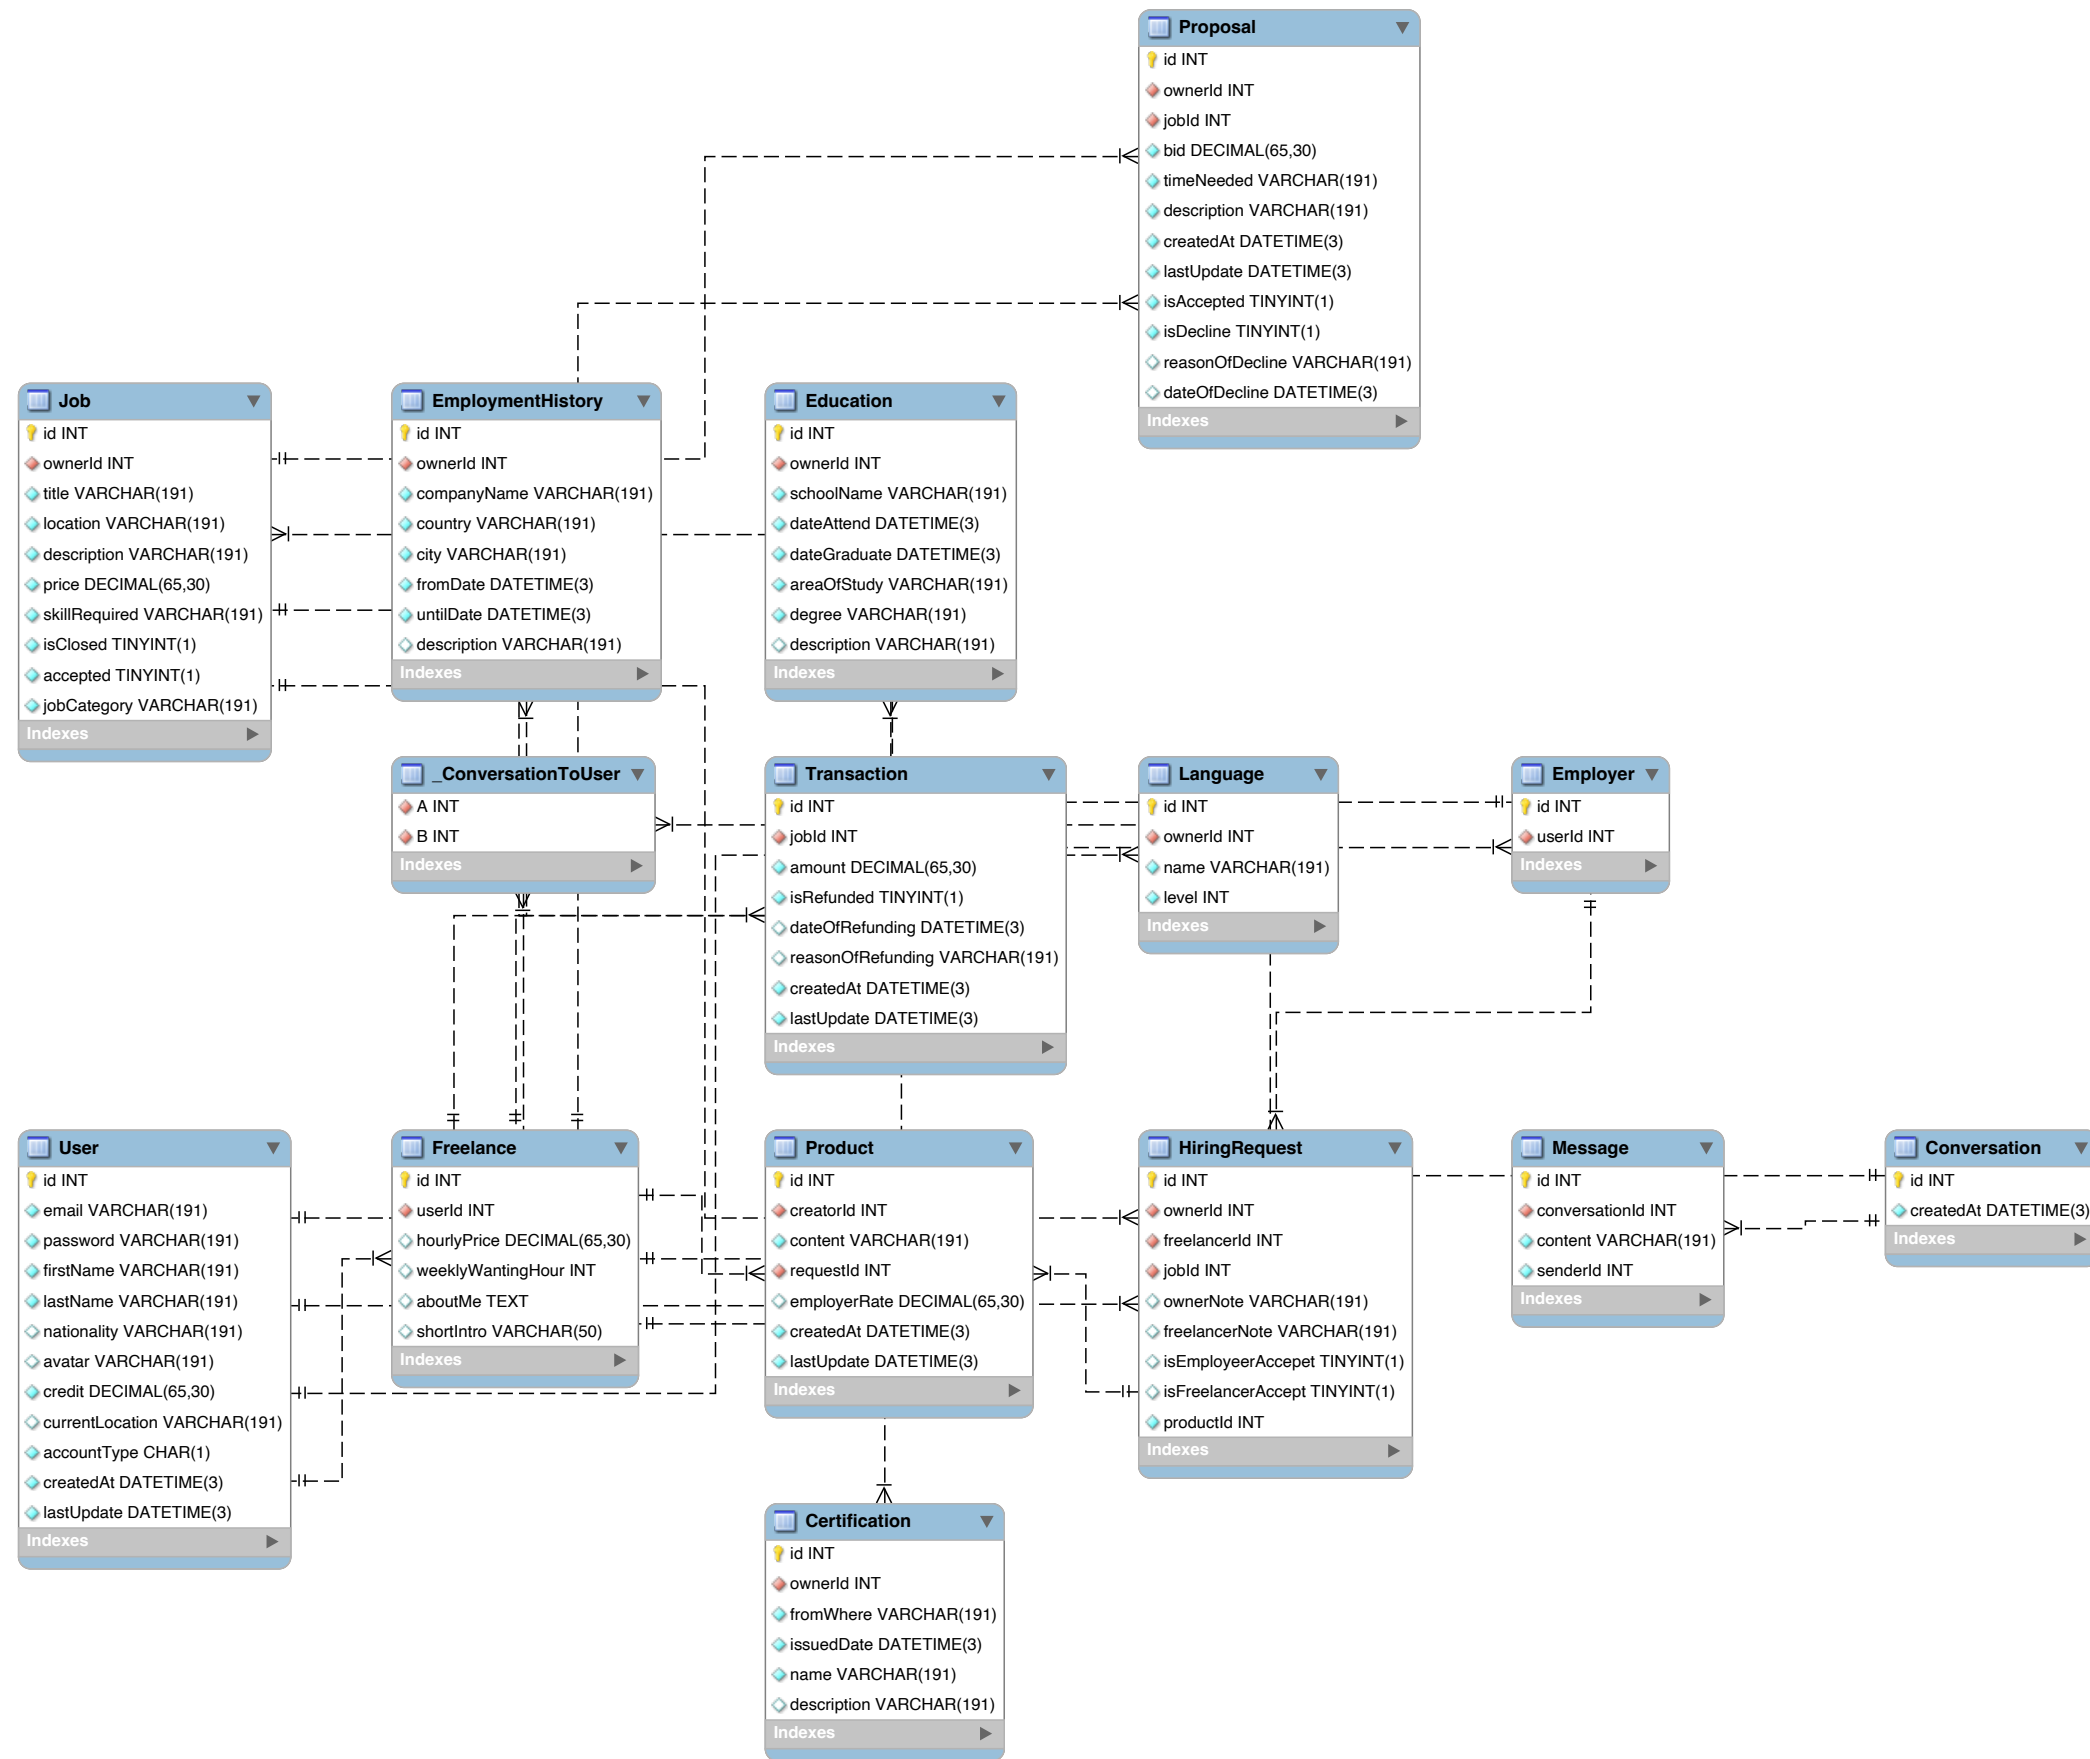 Proposal
id INT
ownerId INT
jobId INT
bid DECIMAL(65,30)
timeNeeded VARCHAR(191)
description VARCHAR(191)
createdAt DATETIME(3)
lastUpdate DATETIME(3)
isAccepted TINYINT(1)
isDecline TINYINT(1)
reasonOfDecline VARCHAR(191)
dateOfDecline DATETIME(3)
Indexes
Job
id INT
ownerId INT
title VARCHAR(191)
location VARCHAR(191)
description VARCHAR(191)
price DECIMAL(65,30)
skillRequired VARCHAR(191)
isClosed TINYINT(1)
accepted TINYINT(1)
jobCategory VARCHAR(191)
Indexes
EmploymentHistory
id INT
ownerId INT
companyName VARCHAR(191)
country VARCHAR(191)
city VARCHAR(191)
fromDate DATETIME(3)
untilDate DATETIME(3)
description VARCHAR(191)
Indexes
Education
id INT
ownerId INT
schoolName VARCHAR(191)
dateAttend DATETIME(3)
dateGraduate DATETIME(3)
areaOfStudy VARCHAR(191)
degree VARCHAR(191)
description VARCHAR(191)
Indexes
_ConversationToUser
A INT
B INT
Indexes
Transaction
id INT
jobId INT
amount DECIMAL(65,30)
isRefunded TINYINT(1)
dateOfRefunding DATETIME(3)
reasonOfRefunding VARCHAR(191)
createdAt DATETIME(3)
lastUpdate DATETIME(3)
Indexes
Language
id INT
ownerId INT
name VARCHAR(191)
level INT
Indexes
Employer
id INT
userId INT
Indexes
User
id INT
email VARCHAR(191)
password VARCHAR(191)
firstName VARCHAR(191)
lastName VARCHAR(191)
nationality VARCHAR(191)
avatar VARCHAR(191)
credit DECIMAL(65,30)
currentLocation VARCHAR(191)
accountType CHAR(1)
createdAt DATETIME(3)
lastUpdate DATETIME(3)
Indexes
Freelance
id INT
userId INT
hourlyPrice DECIMAL(65,30)
weeklyWantingHour INT
aboutMe TEXT
shortIntro VARCHAR(50)
Indexes
Product
id INT
creatorId INT
content VARCHAR(191)
requestId INT
employerRate DECIMAL(65,30)
createdAt DATETIME(3)
lastUpdate DATETIME(3)
Indexes
HiringRequest
id INT
ownerId INT
freelancerId INT
jobId INT
ownerNote VARCHAR(191)
freelancerNote VARCHAR(191)
isEmployeerAccepet TINYINT(1)
isFreelancerAccept TINYINT(1)
productId INT
Indexes
Message
id INT
conversationId INT
content VARCHAR(191)
senderId INT
Indexes
Conversation
id INT
createdAt DATETIME(3)
Indexes
Certification
id INT
ownerId INT
fromWhere VARCHAR(191)
issuedDate DATETIME(3)
name VARCHAR(191)
description VARCHAR(191)
Indexes